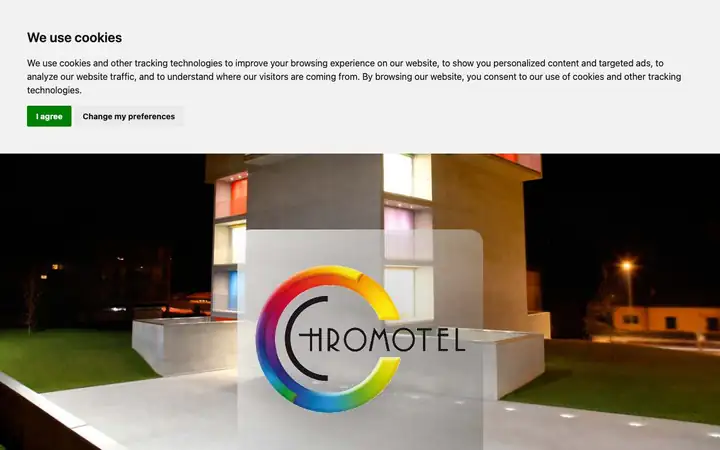 We use cookies
We use cookies and other tracking technologies to improve your browsing experience on our website, to show you personalized content and targeted ads, to
analyze our website traffic, and to understand where our visitors are coming from. By browsing our website, you consent to our use of cookies and other tracking
technologies.
I agree
Change my preferences
CHROMOTEL